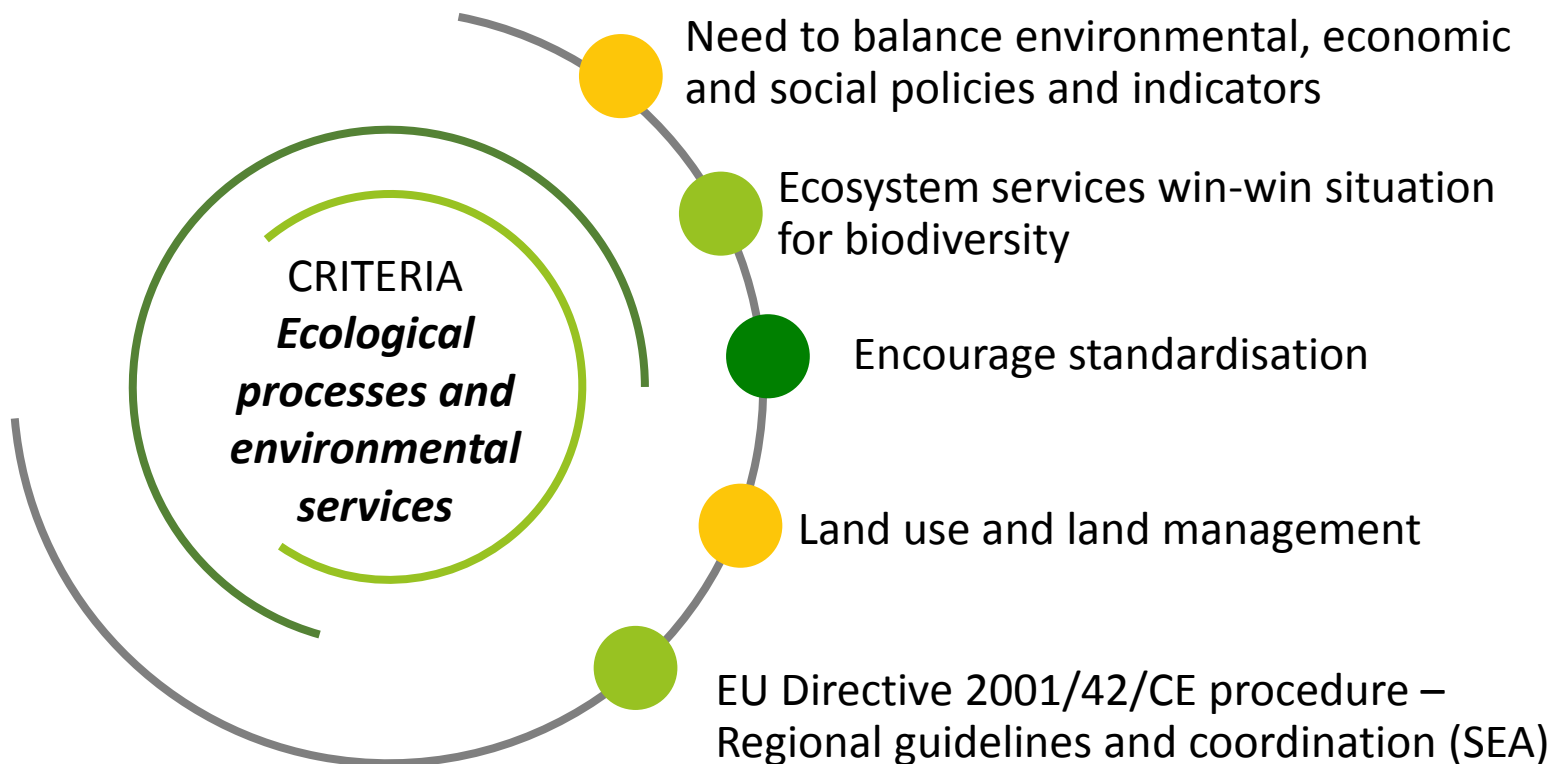 CRITERIA
Ecological
processes and
environmental
services
Need to balance environmental, economic
and social policies and indicators
Ecosystem services win-win situation
for biodiversity
Encourage standardisation
Land use and land management
EU Directive 2001/42/CE procedure –
Regional guidelines and coordination (SEA)